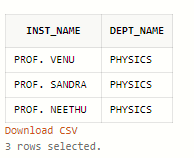 INST_NAME DEPT_NAME
PROF. VENU PHYSICS
PROF. SANDRA PHYSICS
PROF. NEETHU PHYSICS
Download CSV
3 rows selected.